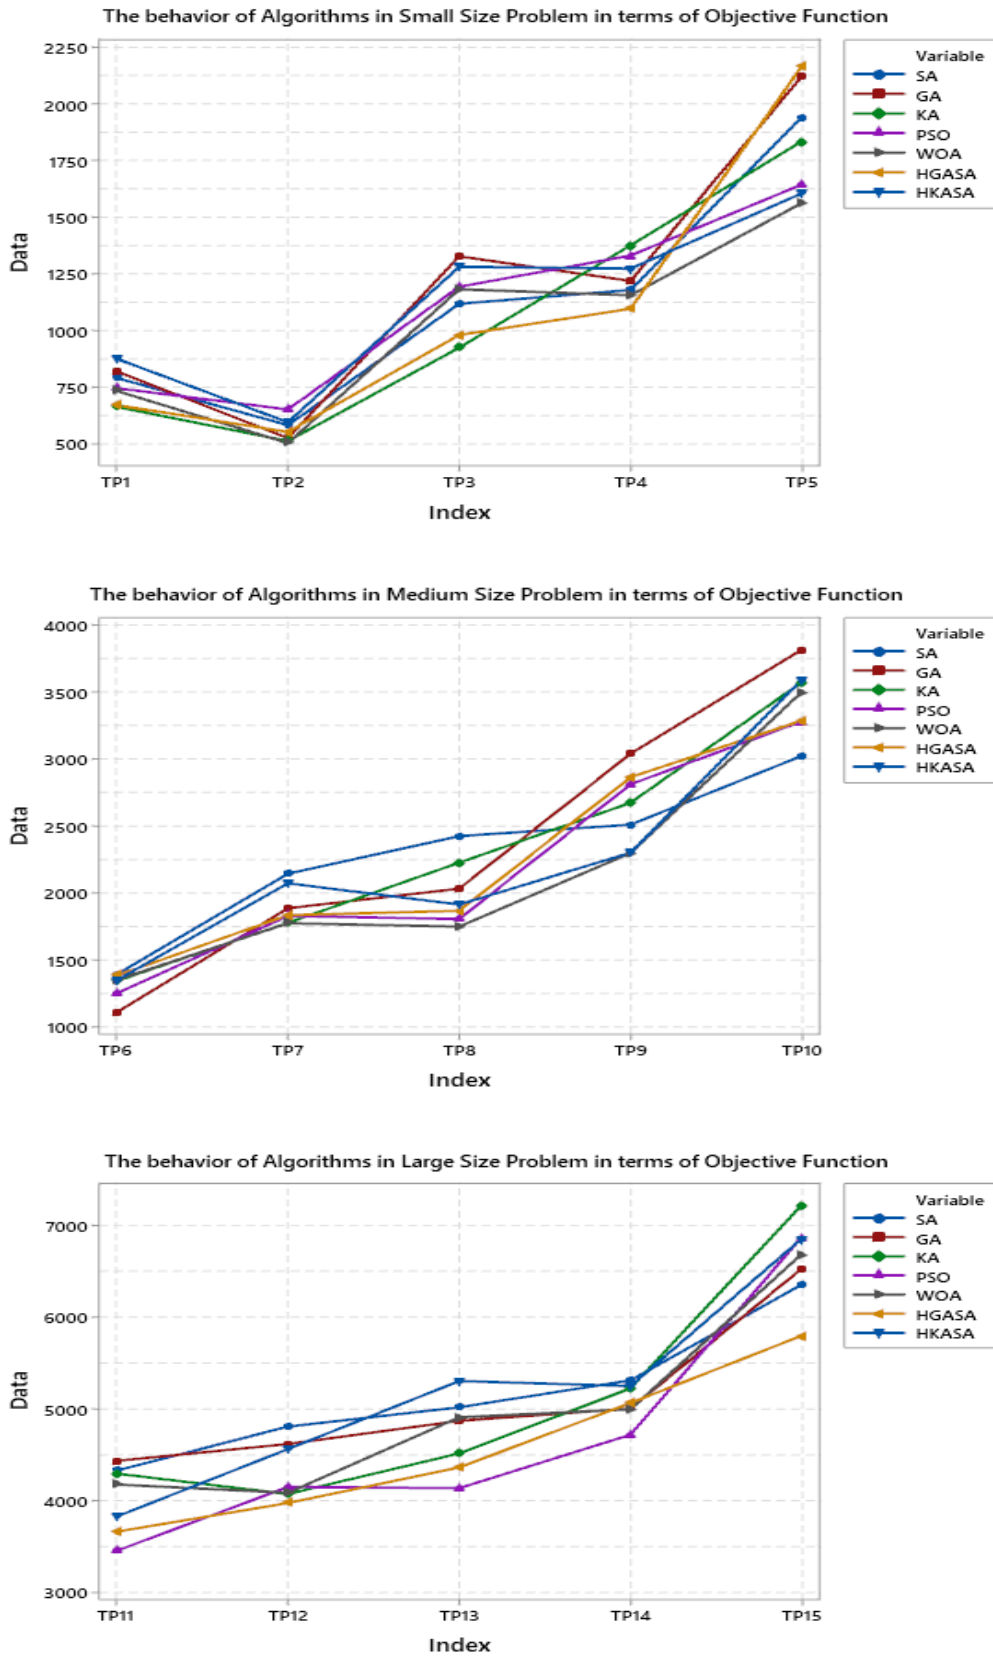 The behavior of Algorithms in Small Size Problem in terms of Objective Function
2250
2000
1750
1500
1250
1000
750
500
Data
TP1 TP2 TP3 TP4 TP5
Index
Variable
SA
GA
KA
PSO
WOA
HGASA
HKASA
The behavior of Algorithms in Medium Size Problem in terms of Objective Function
4000
3500
3000
2500
2000
1500
1000
Data
TP6 TP7 TP8 TP9 TP10
Index
Variable
SA
GA
KA
PSO
WOA
HGASA
HKASA
The behavior of Algorithms in Large Size Problem in terms of Objective Function
7000
6000
5000
4000
3000
Data
TP11 TP12 TP13 TP14 TP15
Index
Variable
SA
GA
KA
PSO
WOA
HGASA
HKASA